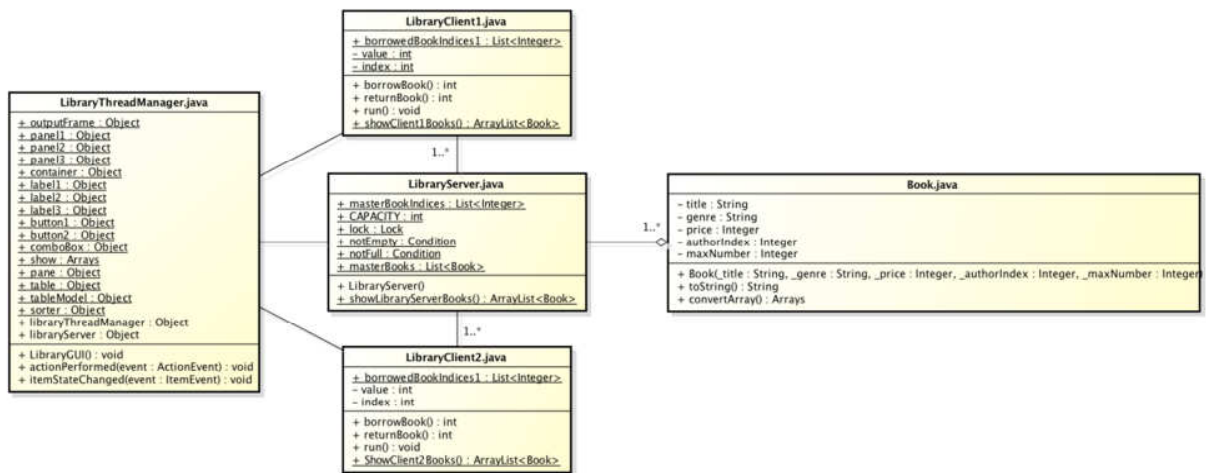 LibraryClient1.java
+ borrowedBookIndices1 : List<Integer>
- value : int
- index : int
+ borrowBook() : int
+ returnBook() : int
+ run() : void
+ showClient1Books() : ArrayList<Book>
1..*
LibraryThreadManager.java
+ outputFrame : Object
+ panel1 : Object
+ panel2 : Object
+ panel3 : Object
+ container : Object
+ label1 : Object
+ label2 : Object
+ label3 : Object
+ button1 : Object
+ button2 : Object
+ comboBox : Object
+ show : Arrays
+ pane : Object
+ table : Object
+ tableModel : Object
+ sorter : Object
+ libraryThreadManager : Object
+ libraryServer : Object
+ LibraryGUI() : void
+ actionPerformed(event : ActionEvent) : void
+ itemStateChanged(event : ItemEvent) : void
LibraryServer.java
+ masterBookIndices : List<Integer>
+ CAPACITY : int
+ lock : Lock
+ notEmpty : Condition
+ notFull : Condition
+ masterBooks : List<Book>
+ LibraryServer()
+ showLibraryServerBooks() : ArrayList<Book>
1..*
Book.java
- title : String
- genre : String
- price : Integer
- authorIndex : Integer
- maxNumber : Integer
+ Book(_title : String, _genre : String, _price : Integer, _authorIndex : Integer, _maxNumber : Integer)
+ toString() : String
+ convertArray() : Arrays
1..*
LibraryClient2.java
+ borrowedBookIndices1 : List<Integer>
- value : int
- index : int
+ borrowBook() : int
+ returnBook() : int
+ run() : void
+ ShowClient2Books() : ArrayList<Book>